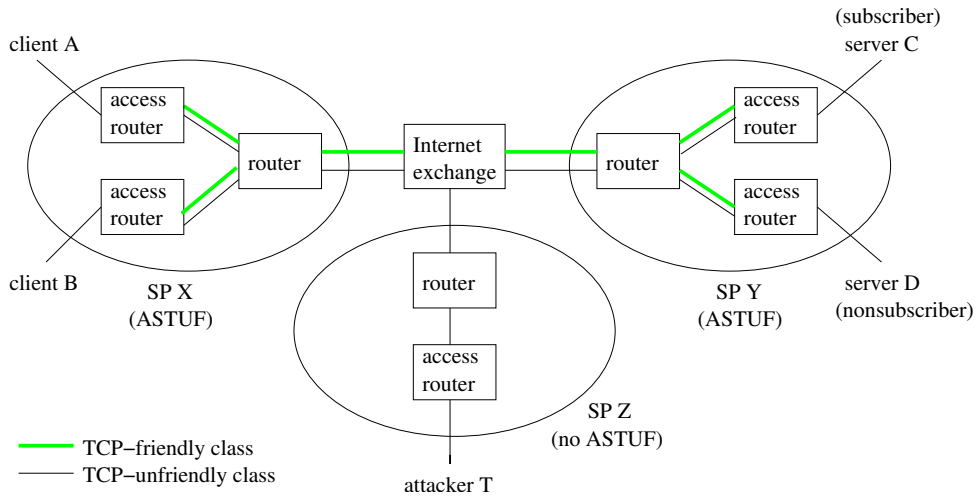 (subscriber)
client A
server C
access
router
access
router
router
Internet
exchange
router
access
router
access
router
client B
router
server D
(nonsubscriber)
SP X
(ASTUF)
SP Y
(ASTUF)
access
router
SP Z
(no ASTUF)
TCP−friendly class
TCP−unfriendly class
attacker T